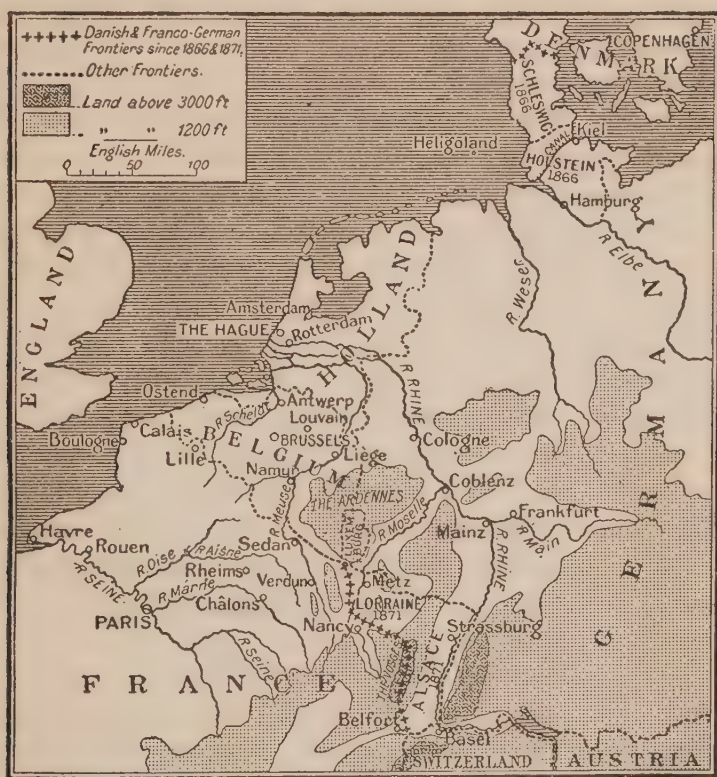 +++++ Danish & Franco-German
Frontiers since 1866 & 1871,
Other Frontiers.
Land above 3000 ft
" " 1200 ft
English Miles.
0 50 100
DENMARK
COPENHAGEN
SCHLESWIG
1866
Heligoland
CANAL
Kiel
HOLSTEIN
1866
Hamburg
R Elbe
R. Weser
GERMANY
ENGLAND
HOLLAND
Amsterdam
THE HAGUE
Rotterdam
R RHINE
Ostend
R Scheldt
Antwerp
Louvain
BRUSSELS
BELGIUM
Calais
Boulogne
Lille
Namur
Liège
Cologne
THE ARDENNES
Coblenz
R. Meuse
LUXEMBURG
R. Moselle
Frankfurt
R. Main
Mainz
R. RHINE
Havre
Rouen
R. SEINE
R. Oise
R. Aisne
Sedan
Rheims
R. Marne
Verdun
Metz
LORRAINE
1871
PARIS
Châlons
Nancy
Strassburg
R. Seine
FRANCE
THE VOSGES
ALSACE
1871
Belfort
Basel
SWITZERLAND
AUSTRIA